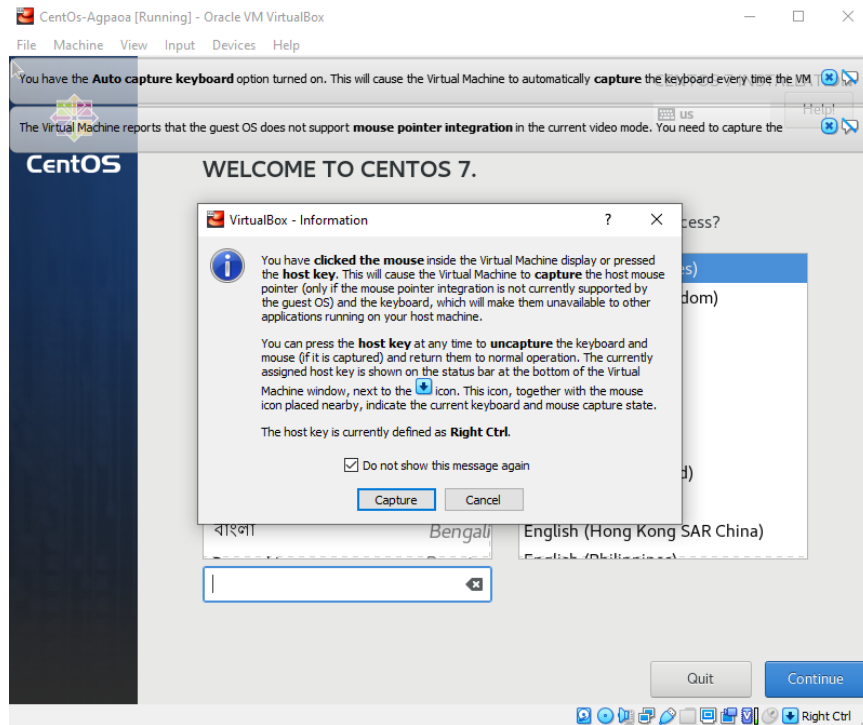 CentOs-Agpaoa [Running] - Oracle VM VirtualBox
File Machine View Input Devices Help
You have the Auto capture keyboard option turned on. This will cause the Virtual Machine to automatically capture the keyboard every time the VM
The Virtual Machine reports that the guest OS does not support mouse pointer integration in the current video mode. You need to capture the
us
Help!
CentOS
WELCOME TO CENTOS 7.
VirtualBox - Information
?
cess?
You have clicked the mouse inside the Virtual Machine display or pressed
the host key. This will cause the Virtual Machine to capture the host mouse
pointer (only if the mouse pointer integration is not currently supported by
the guest OS) and the keyboard, which will make them unavailable to other
applications running on your host machine.
You can press the host key at any time to uncapture the keyboard and
mouse (if it is captured) and return them to normal operation. The currently
assigned host key is shown on the status bar at the bottom of the Virtual
Machine window, next to the icon. This icon, together with the mouse
icon placed nearby, indicate the current keyboard and mouse capture state.
The host key is currently defined as Right Ctrl.
Do not show this message again
Capture Cancel
es)
dom)
d)
বাংলা Bengali English (Hong Kong SAR China)
English (Philippines)
Quit Continue
Right Ctrl